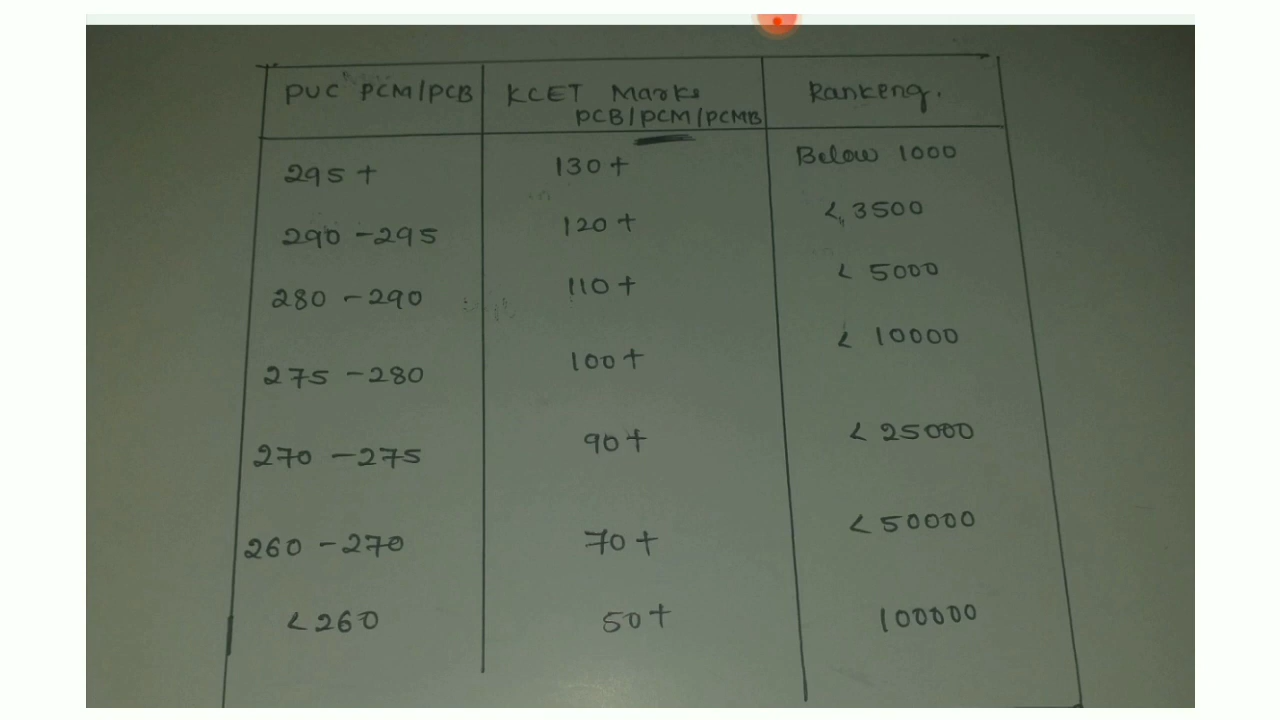 PUC PCM/PCB KCET Marks Rankeng.
PCB/PCM/PCMB
295+ 130+ Below 1000
290-295 120+ < 3500
280-290 110+ < 5000
275-280 100+ < 10000
270-275 90+ < 25000
260-270 70+ < 50000
<260 50+ 100000